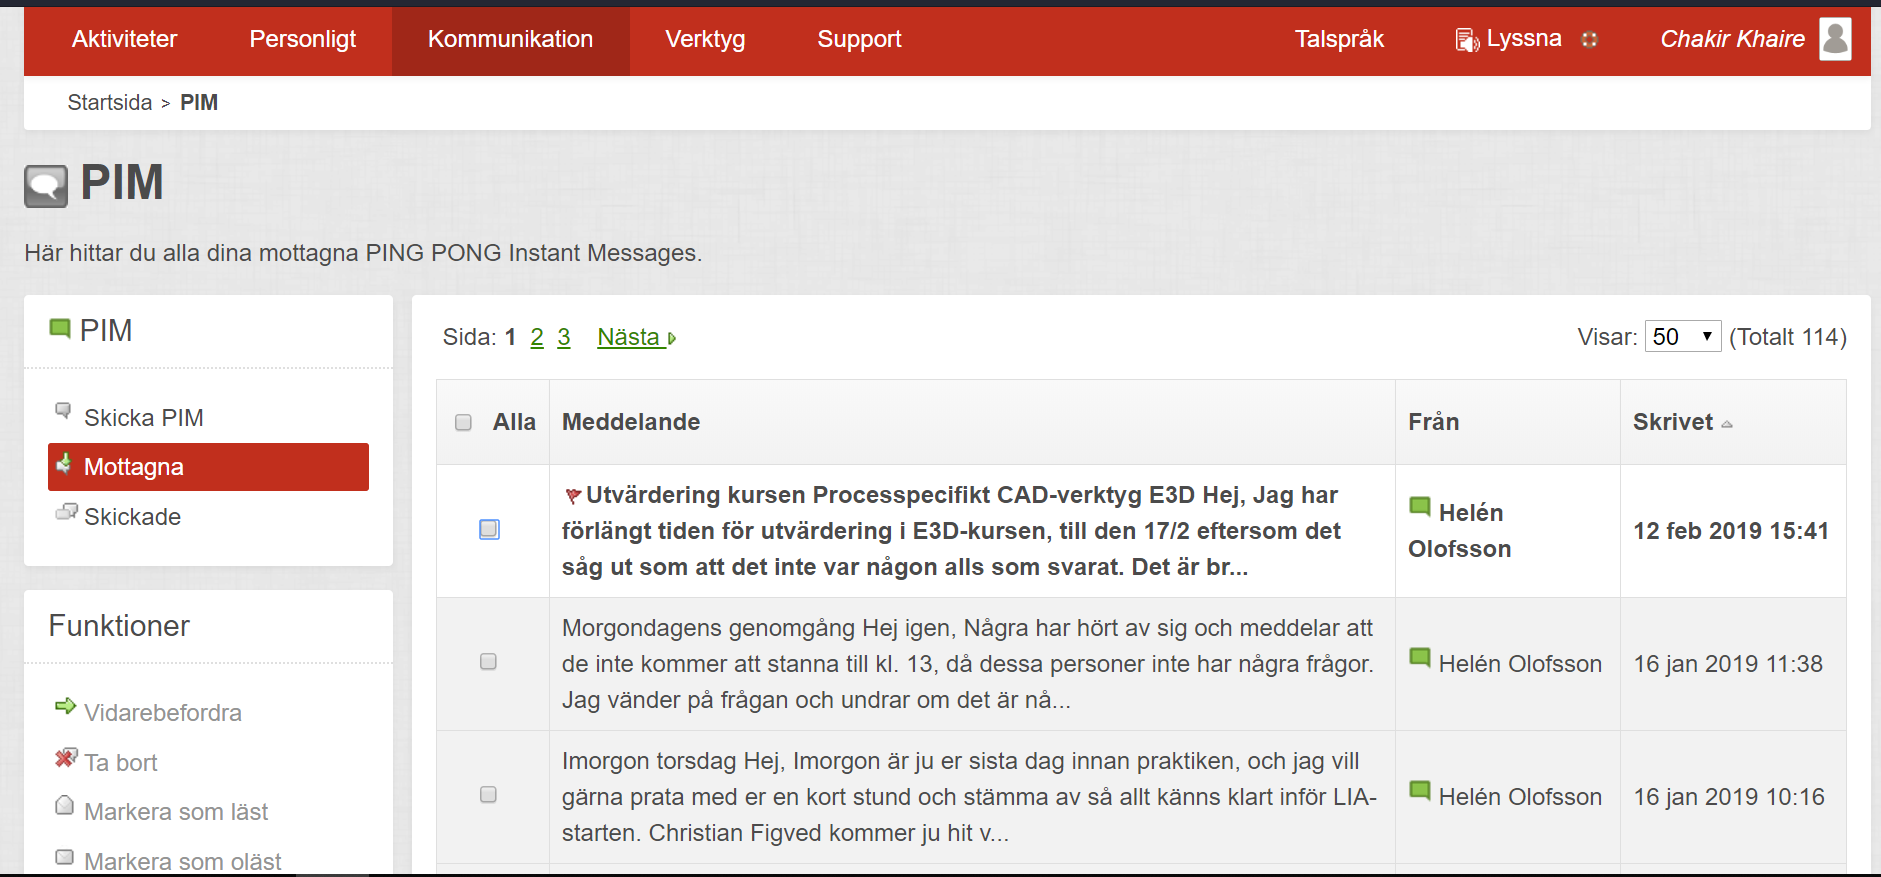 Aktiviteter Personligt Kommunikation Verktyg Support Talspråk Lyssna Chakir Khaire
Startsida > PIM
PIM
Här hittar du alla dina mottagna PING PONG Instant Messages.
PIM
Skicka PIM
Mottagna
Skickade
Funktioner
Vidarebefordra
Ta bort
Markera som läst
Markera som oläst
Sida: 1 2 3 Nästa
Visar: 50 (Totalt 114)
Alla Meddelande Från Skrivet
Utvärdering kursen Processpecifikt CAD-verktyg E3D Hej, Jag har
förlängt tiden för utvärdering i E3D-kursen, till den 17/2 eftersom det
såg ut som att det inte var någon alls som svarat. Det är br...
Helén
Olofsson
12 feb 2019 15:41
Morgondagens genomgång Hej igen, Några har hört av sig och meddelar att
de inte kommer att stanna till kl. 13, då dessa personer inte har några frågor.
Jag vänder på frågan och undrar om det är nå...
Helén Olofsson
16 jan 2019 11:38
Imorgon torsdag Hej, Imorgon är ju er sista dag innan praktiken, och jag vill
gärna prata med er en kort stund och stämma av så allt känns klart inför LIA-
starten. Christian Figved kommer ju hit v...
Helén Olofsson
16 jan 2019 10:16